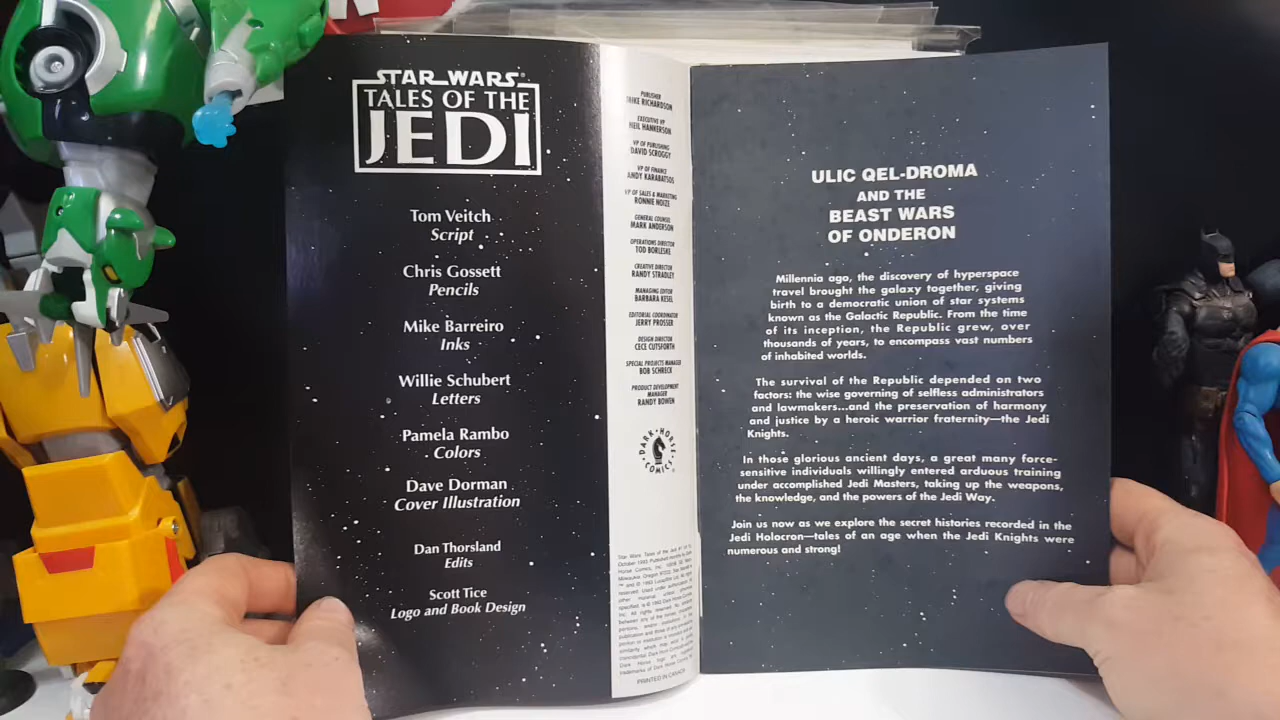 STAR WARS
TALES OF THE
JEDI
Tom Veitch
Script
Chris Gossett
Pencils
Mike Barreiro
Inks
Willie Schubert
Letters
Pamela Rambo
Colors
Dave Dorman
Cover Illustration
Dan Thorsland
Edits
Scott Tice
Logo and Book Design
PUBLISHER
MIKE RICHARDSON
EXECUTIVE VP
NEIL HANKERSON
VP OF PUBLISHING
DAVID SCROGGY
VP OF FINANCE
ANDY KARABATSOS
VP OF SALES & MARKETING
RONNIE NOIZE
GENERAL COUNSEL
MARK ANDERSON
OPERATIONS DIRECTOR
TOD BORLESKE
CREATIVE DIRECTOR
RANDY STRADLEY
MANAGING EDITOR
BARBARA KESEL
EDITORIAL COORDINATOR
JERRY PROSSER
DESIGN DIRECTOR
CECE CUTSFORTH
SPECIAL PROJECTS MANAGER
BOB SCHRECK
PRODUCT DEVELOPMENT
MANAGER
RANDY BOWEN
DARK HORSE
COMICS
PRINTED IN CANADA
ULIC QEL-DROMA
AND THE
BEAST WARS
OF ONDERON
Millennia ago, the discovery of hyperspace
travel brought the galaxy together, giving
birth to a democratic union of star systems
known as the Galactic Republic. From the time
of its inception, the Republic grew, over
thousands of years, to encompass vast numbers
of inhabited worlds.
The survival of the Republic depended on two
factors: the wise governing of selfless administrators
and lawmakers...and the preservation of harmony
and justice by a heroic warrior fraternity—the Jedi
Knights.
In those glorious ancient days, a great many force-
sensitive individuals willingly entered arduous training
under accomplished Jedi Masters, taking up the weapons,
the knowledge, and the powers of the Jedi Way.
Join us now as we explore the secret histories recorded in the
Jedi Holocron—tales of an age when the Jedi Knights were
numerous and strong!